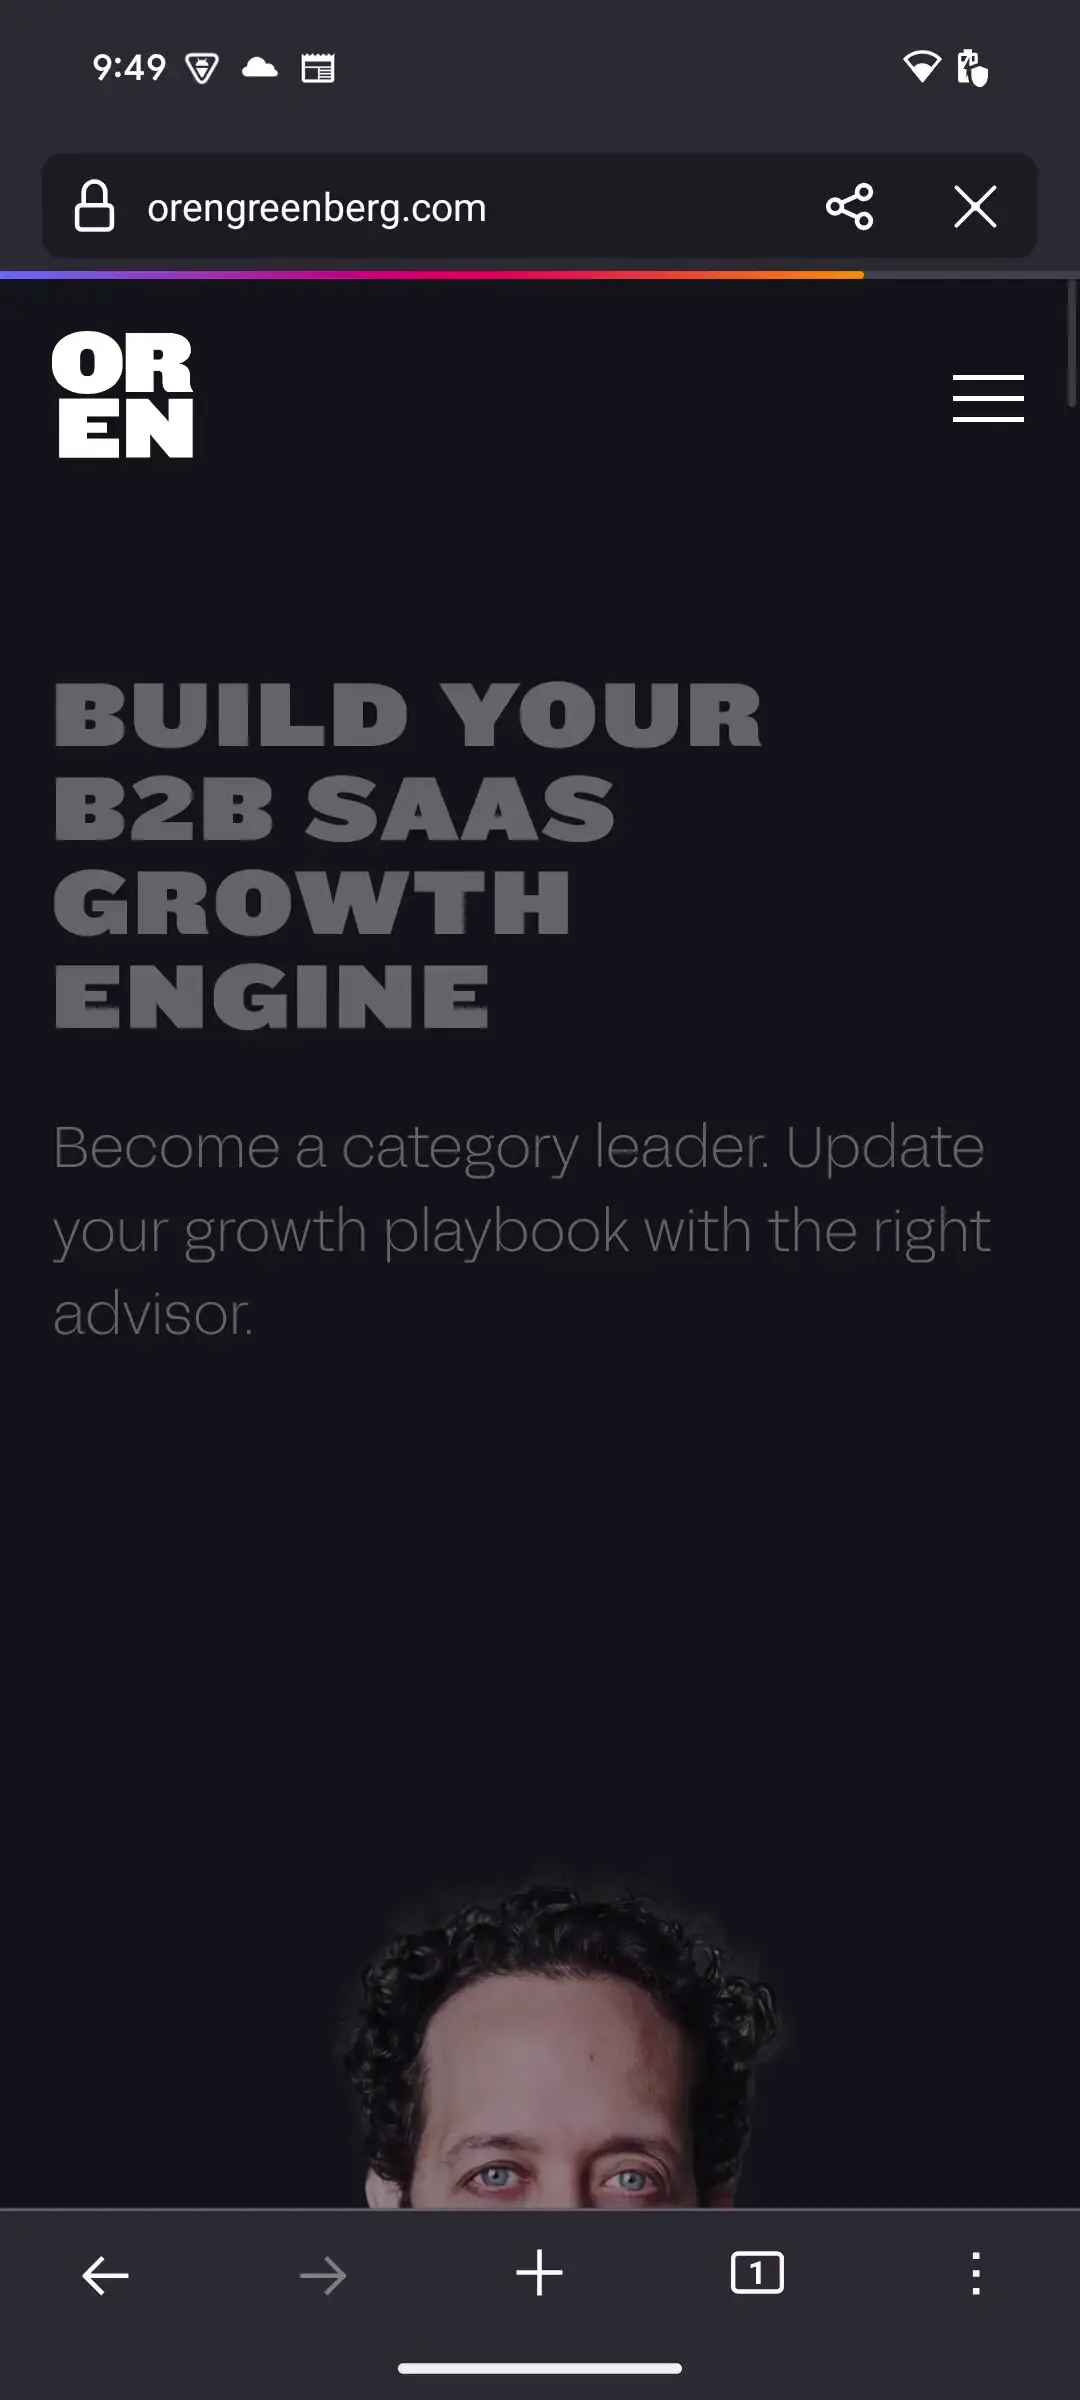 9:49
orengreenberg.com
OR
EN
BUILD YOUR
B2B SAAS
GROWTH
ENGINE
Become a category leader. Update
your growth playbook with the right
advisor.
1